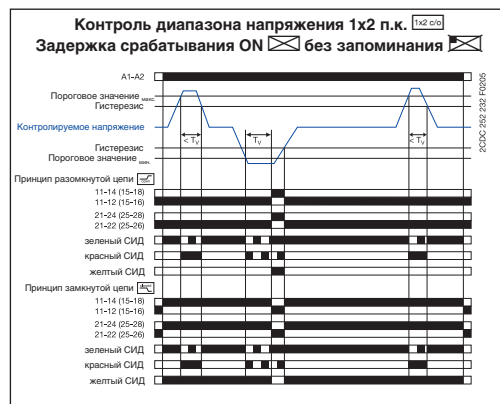 Контроль диапазона напряжения 1x2 п.к. 1x2 c/o
Задержка срабатывания ON без запоминания
A1-A2
Пороговое значение макс.
Гистерезис
Контролируемое напряжение
Гистерезис
Пороговое значение мин.
< Tv
Tv
< Tv
2CDC 252 232 F0205
Принцип разомкнутой цепи
11-14 (15-18)
11-12 (15-16)
21-24 (25-28)
21-22 (25-26)
зеленый СИД
красный СИД
желтый СИД
Принцип замкнутой цепи
11-14 (15-18)
11-12 (15-16)
21-24 (25-28)
21-22 (25-26)
зеленый СИД
красный СИД
желтый СИД